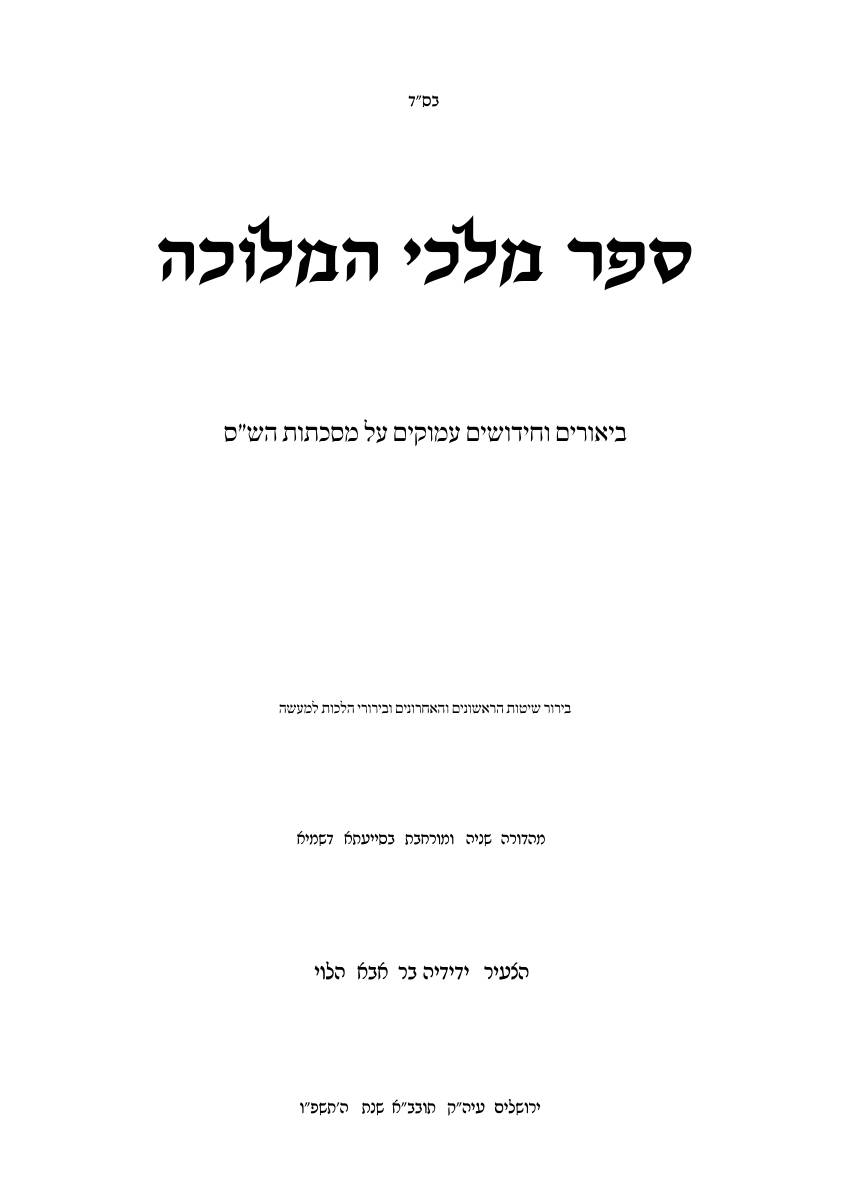 בס״ד
ספר מלכי המלוכה
ביאורים וחידושים עמוקים על מסכתות הש״ס
בירור שיטות הראשונים והאחרונים ובירורי הלכות למעשה
מהדורה שניה ומורחבת בסייעתא דשמיא
הצעיר ידידיה בר אבא הלוי
ירושלים עיה״ק תובב״א שנת ה׳תשפ״ו